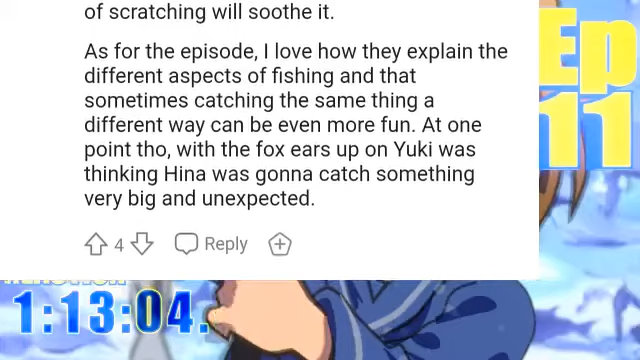 of scratching will soothe it.
As for the episode, I love how they explain the
different aspects of fishing and that
sometimes catching the same thing a
different way can be even more fun. At one
point tho, with the fox ears up on Yuki was
thinking Hina was gonna catch something
very big and unexpected.
4 Reply
Ep
11
REACTION
1:13:04.